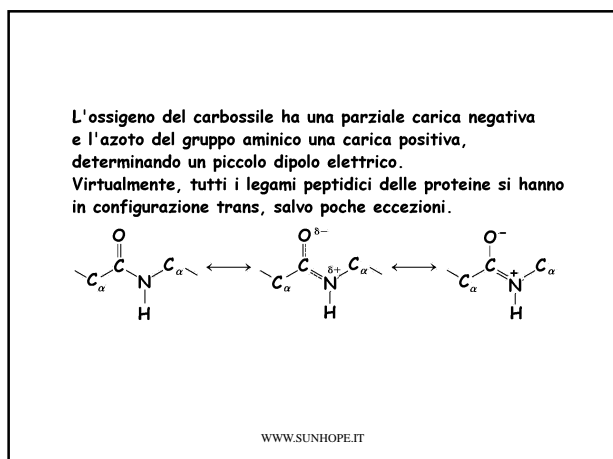 L'ossigeno del carbossile ha una parziale carica negativa
e l'azoto del gruppo aminico una carica positiva,
determinando un piccolo dipolo elettrico.
Virtualmente, tutti i legami peptidici delle proteine si hanno
in configurazione trans, salvo poche eccezioni.
O O δ− O −
C Cα C δ+ Cα C + Cα
Cα N Cα N Cα N
H H H
WWW.SUNHOPE.IT